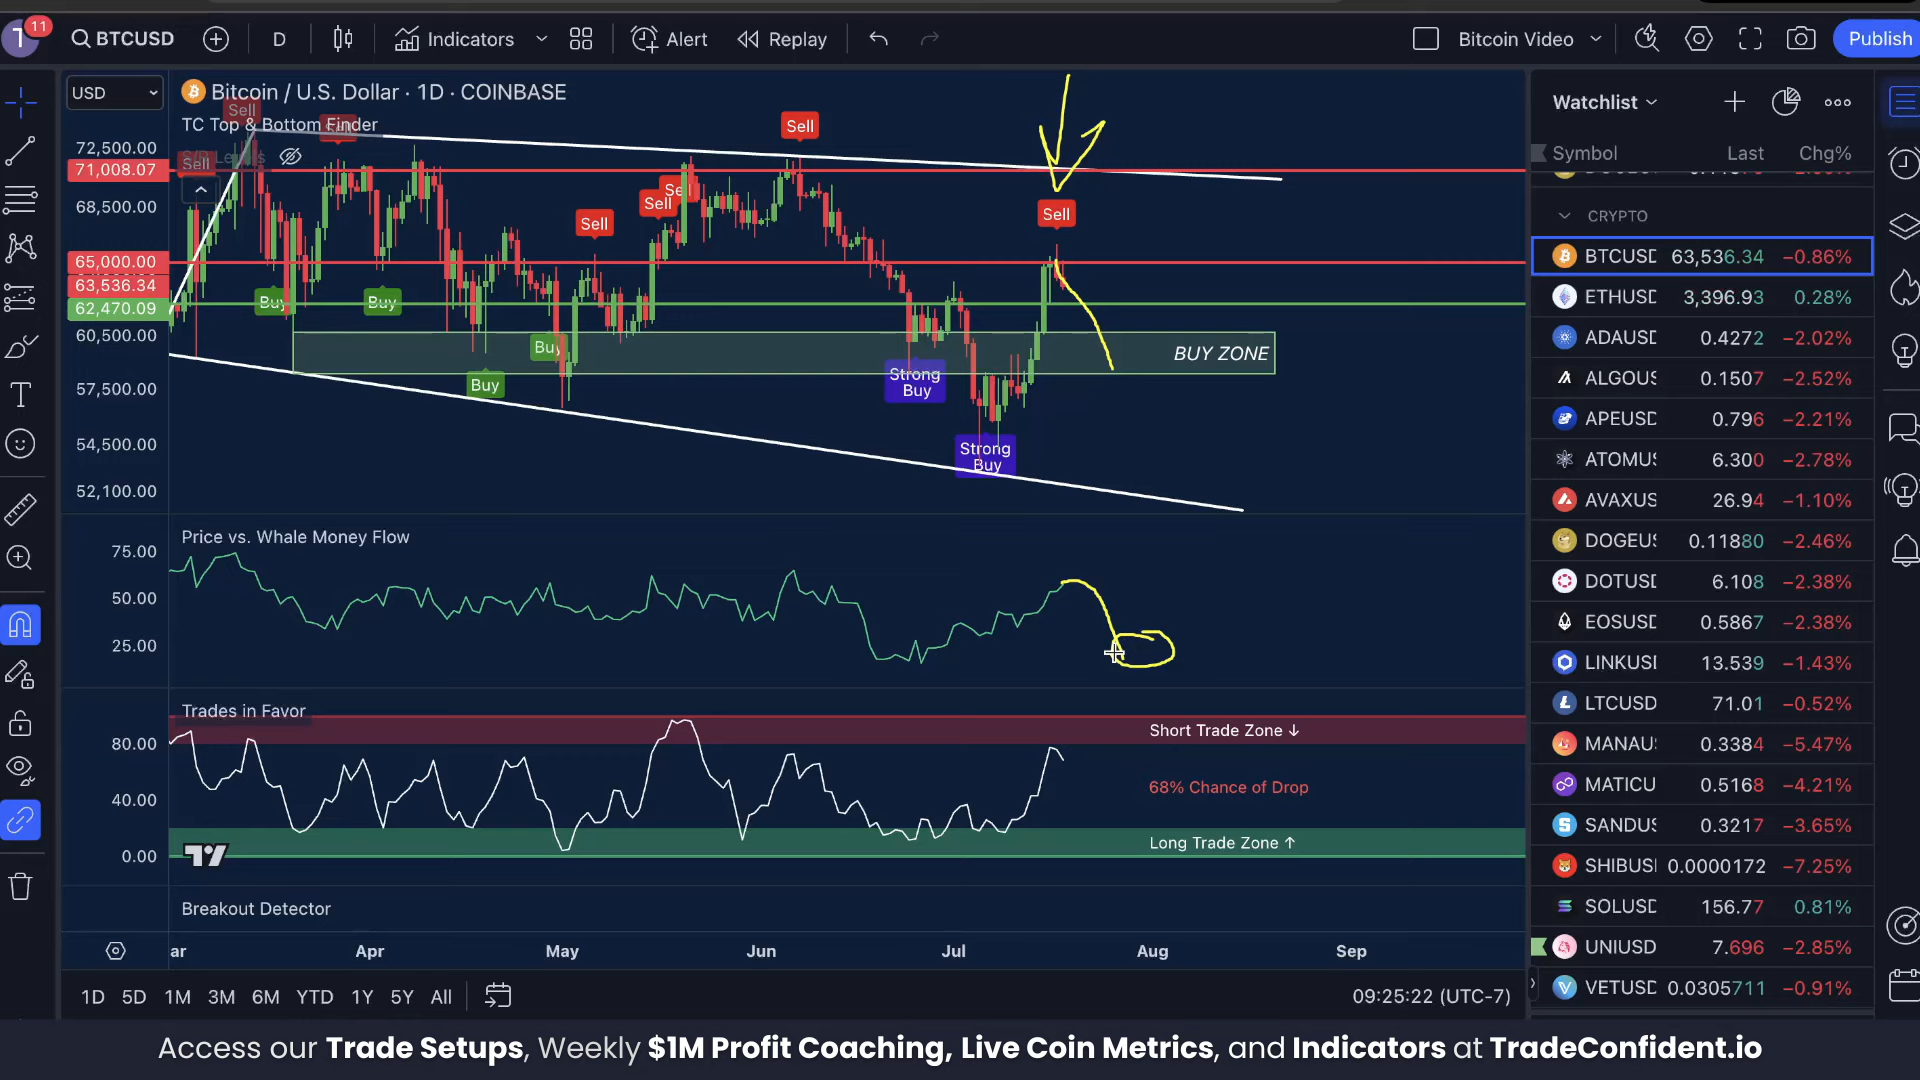 T 11 BTCUSD D Indicators Alert Replay Bitcoin Video Publish
USD
Bitcoin / U.S. Dollar · 1D · COINBASE
TC Top & Bottom Finder
72,500.00
71,008.07
68,500.00
65,000.00
63,536.34
62,470.09
60,500.00
57,500.00
54,500.00
52,100.00
Sell
Sell
Sell
Sell
Sell
Sell
Sell
Buy
Buy
Buy
Buy
Strong
Buy
Strong
Buy
BUY ZONE
Price vs. Whale Money Flow
75.00
50.00
25.00
Trades in Favor
80.00
40.00
0.00
Short Trade Zone ↓
68% Chance of Drop
Long Trade Zone ↑
Breakout Detector
ar Apr May Jun Jul Aug Sep
1D 5D 1M 3M 6M YTD 1Y 5Y All 09:25:22 (UTC-7)
Watchlist
Symbol Last Chg%
CRYPTO
BTCUSD 63,536.34 −0.86%
ETHUSD 3,396.93 0.28%
ADAUSD 0.4272 −2.02%
ALGOUS 0.1507 −2.52%
APEUSD 0.796 −2.21%
ATOMUS 6.300 −2.78%
AVAXUS 26.94 −1.10%
DOGEUS 0.11880 −2.46%
DOTUSD 6.108 −2.38%
EOSUSD 0.5867 −2.38%
LINKUSD 13.539 −1.43%
LTCUSD 71.01 −0.52%
MANAUS 0.3384 −5.47%
MATICU 0.5168 −4.21%
SANDUS 0.3217 −3.65%
SHIBUSD 0.0000172 −7.25%
SOLUSD 156.77 0.81%
UNIUSD 7.696 −2.85%
VETUSD 0.0305711 −0.91%
Access our Trade Setups, Weekly $1M Profit Coaching, Live Coin Metrics, and Indicators at TradeConfident.io